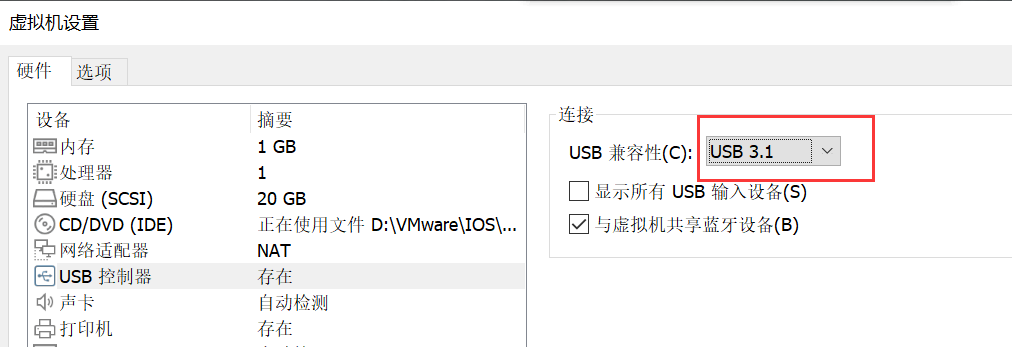 虚拟机设置
硬件 选项
设备 摘要
内存 1 GB
处理器 1
硬盘 (SCSI) 20 GB
CD/DVD (IDE) 正在使用文件 D:\VMware\IOS\...
网络适配器 NAT
USB 控制器 存在
声卡 自动检测
打印机 存在
连接
USB 兼容性(C): USB 3.1
显示所有 USB 输入设备(S)
与虚拟机共享蓝牙设备(B)